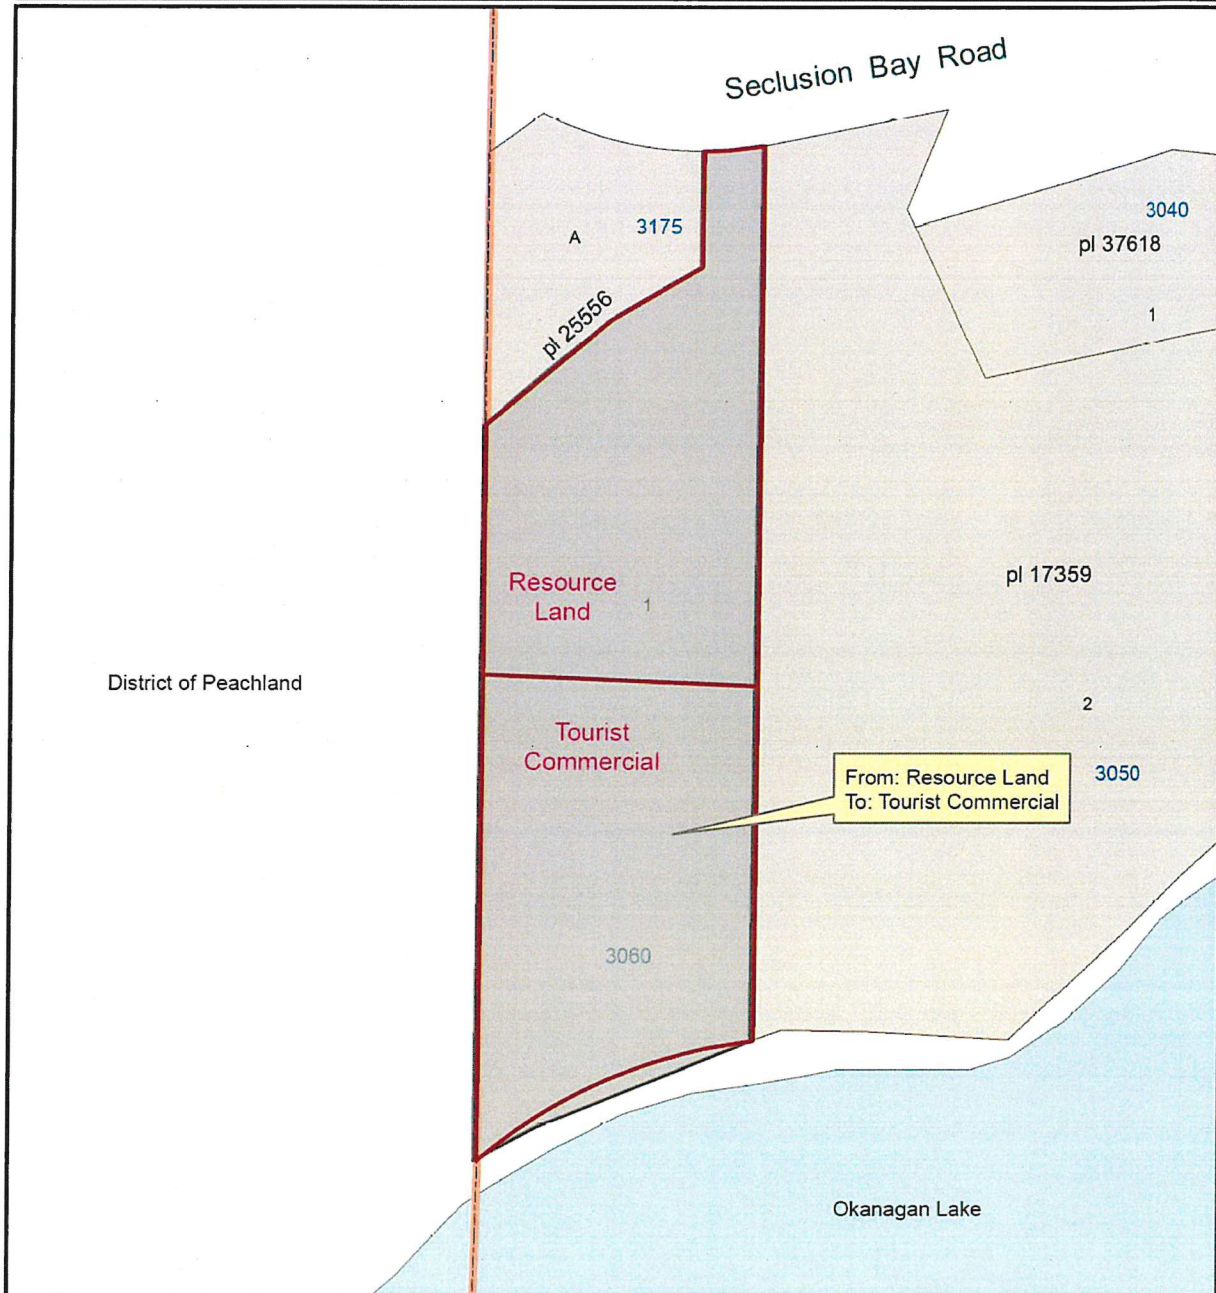 Seclusion Bay Road
3040
3175
A
pl 37618
1
pl 25556
pl 17359
Resource
Land
1
District of Peachland
2
Tourist
Commercial
From: Resource Land
To: Tourist Commercial
3050
3060
Okanagan Lake